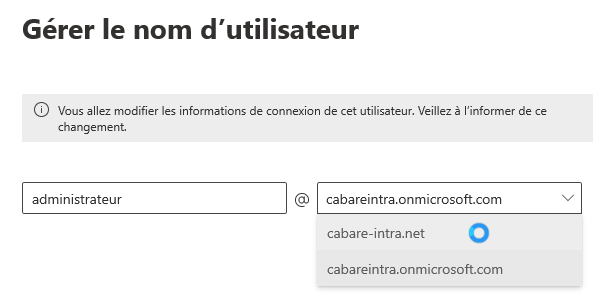 Gérer le nom d’utilisateur
Vous allez modifier les informations de connexion de cet utilisateur. Veillez à l’informer de ce
changement.
administrateur @ cabareintra.onmicrosoft.com
cabare-intra.net
cabareintra.onmicrosoft.com